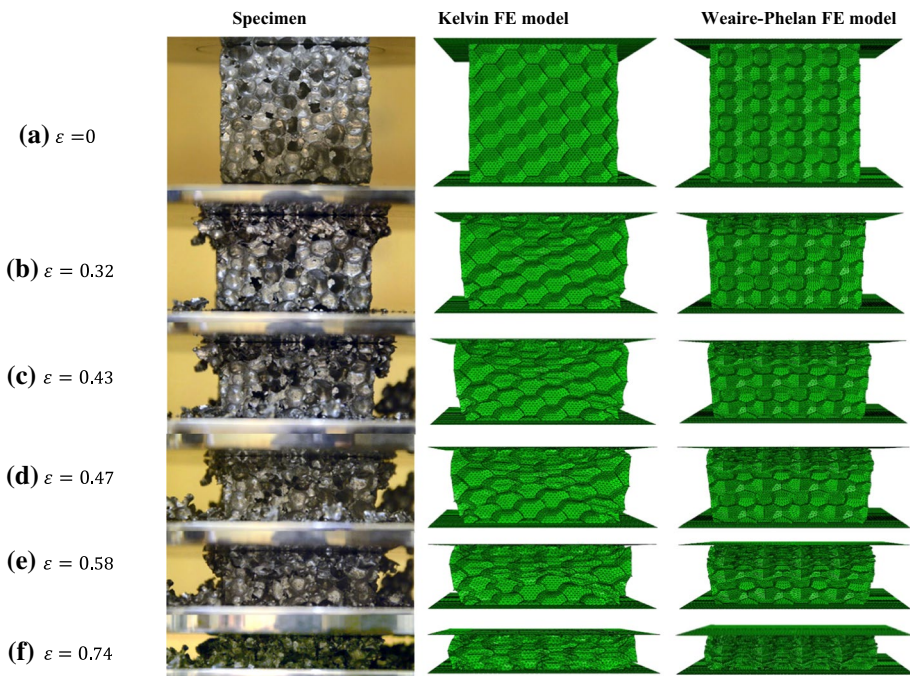 Specimen Kelvin FE model Weaire-Phelan FE model
(a) ε =0
(b) ε = 0.32
(c) ε = 0.43
(d) ε = 0.47
(e) ε = 0.58
(f) ε = 0.74